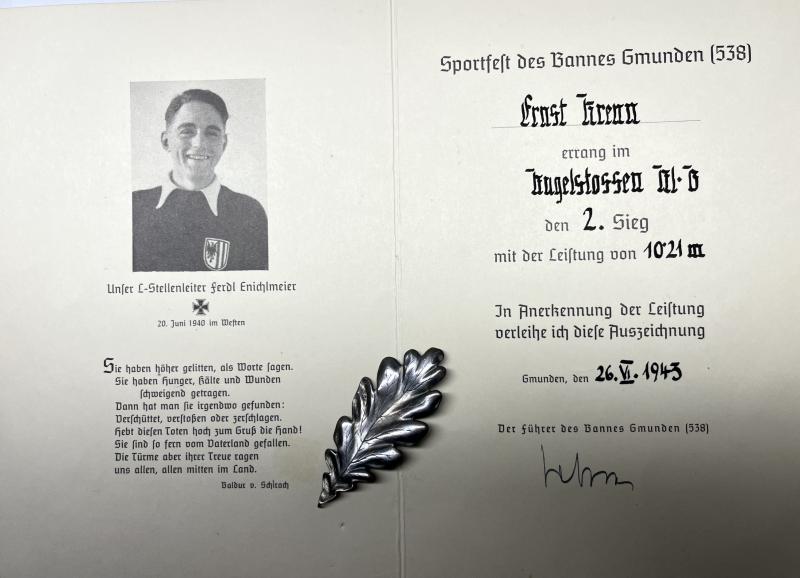 Unser L-Stellenleiter Ferdl Enichlmeier
20. Juni 1940 im Westen
Sie haben höher gelitten, als Worte sagen.
Sie haben Hunger, Kälte und Wunden
schweigend getragen.
Dann hat man sie irgendwo gefunden:
Verschüttet, verstoßen oder zerschlagen.
Hebt diesen Toten hoch zum Gruß die Hand!
Sie sind so fern vom Vaterland gefallen.
Die Türme aber ihrer Treue ragen
uns allen, allen mitten im Land.
Baldur v. Schirach
Sportfest des Bannes Gmunden (538)
Ernst Krenn
errang im
Kugelstossen Kl. B
den 2. Sieg
mit der Leistung von 10·21 m
In Anerkennung der Leistung
verleihe ich diese Auszeichnung
Gmunden, den 26. VI. 1943
Der Führer des Bannes Gmunden (538)